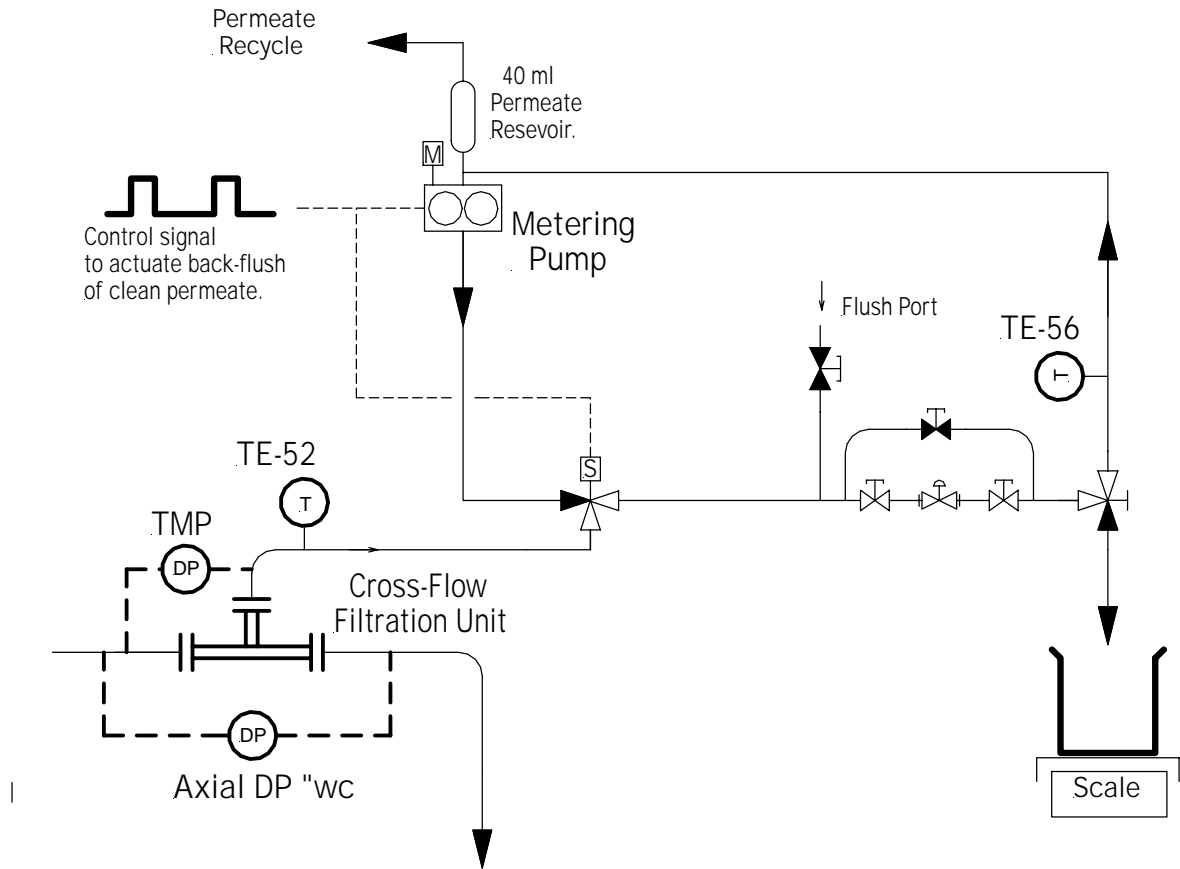 Permeate
Recycle
40 ml
Permeate
Resevoir.
M
Metering
Pump
Control signal
to actuate back-flush
of clean permeate.
Flush Port
TE-56
T
TE-52
T
S
TMP
DP
Cross-Flow
Filtration Unit
DP
Axial DP "wc
Scale